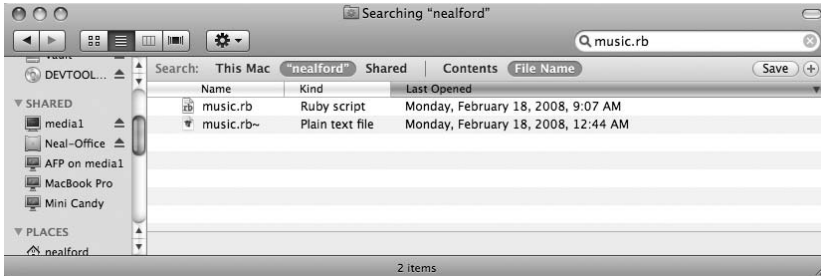 Searching “nealford”
music.rb
Vault
DEVTOOL...
Search: This Mac “nealford” Shared Contents File Name Save
Name Kind Last Opened
SHARED
rb music.rb Ruby script Monday, February 18, 2008, 9:07 AM
media1
music.rb~ Plain text file Monday, February 18, 2008, 12:44 AM
Neal-Office
AFP on media1
MacBook Pro
Mini Candy
PLACES
nealford
2 items